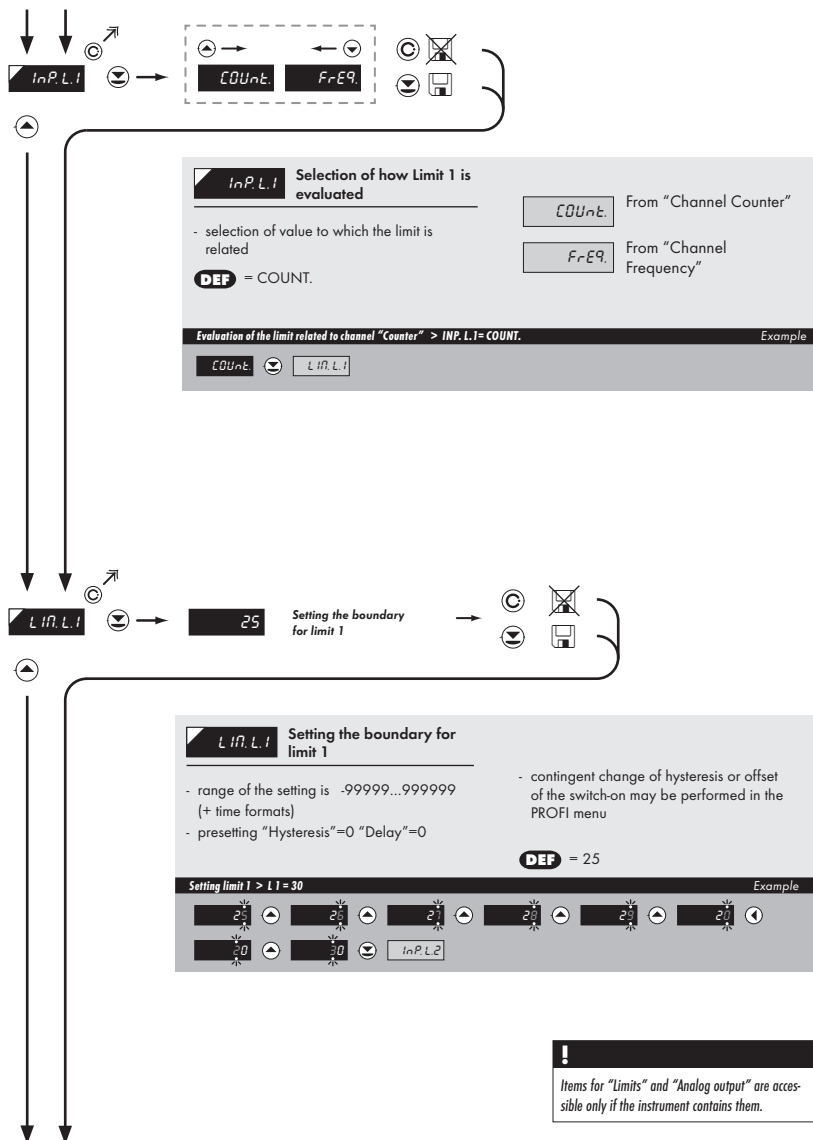 InP. L.1
COUnt.
FrEq.
InP. L.1
Selection of how Limit 1 is
evaluated
- selection of value to which the limit is
related
DEF = COUNT.
COUnt.
From “Channel Counter”
FrEq.
From “Channel
Frequency”
Evaluation of the limit related to channel “Counter” > INP. L.1= COUNT.
Example
COUnt.
LIM. L.1
LIM. L.1
25
Setting the boundary
for limit 1
LIM. L.1
Setting the boundary for
limit 1
- range of the setting is -99999...999999
(+ time formats)
- presetting “Hysteresis”=0 “Delay”=0
- contingent change of hysteresis or offset
of the switch-on may be performed in the
PROFI menu
DEF = 25
Setting limit 1 > L 1 = 30
Example
25 26 27 28 29 20
20 30 InP. L.2
!
Items for “Limits” and “Analog output” are acces-
sible only if the instrument contains them.